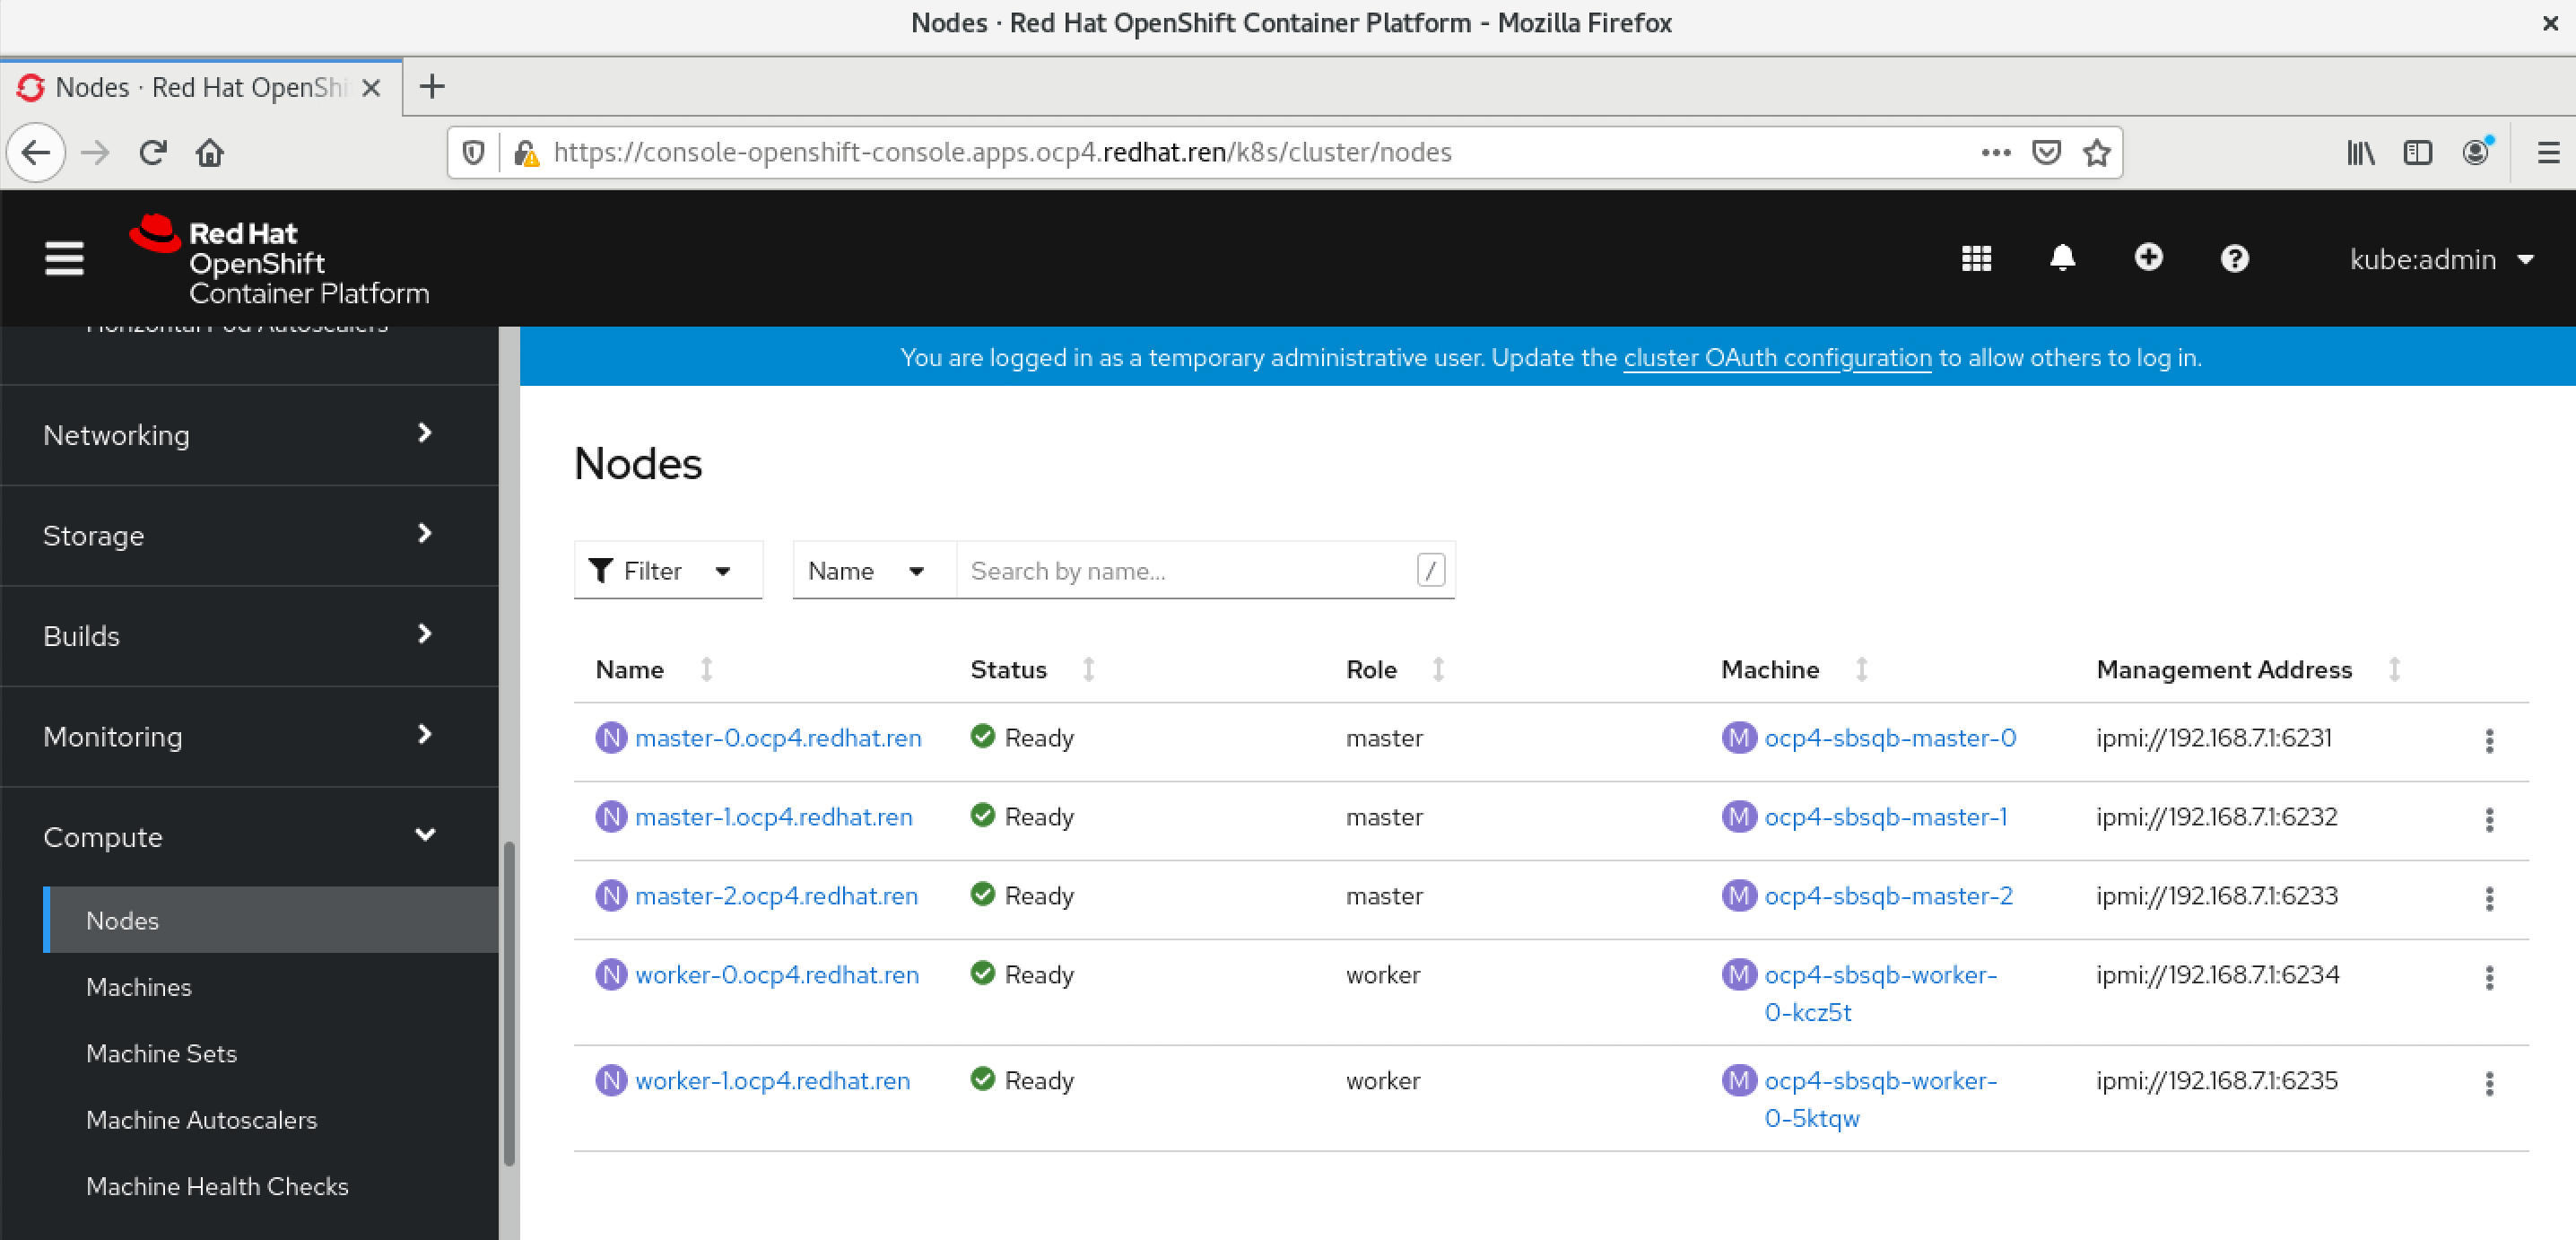 Nodes · Red Hat OpenShift Container Platform - Mozilla Firefox
Nodes · Red Hat OpenShi
https://console-openshift-console.apps.ocp4.redhat.ren/k8s/cluster/nodes
Red Hat
OpenShift
Container Platform
kube:admin
Horizontal Pod Autoscalers
You are logged in as a temporary administrative user. Update the cluster OAuth configuration to allow others to log in.
Networking
Storage
Builds
Monitoring
Compute
Nodes
Machines
Machine Sets
Machine Autoscalers
Machine Health Checks
Nodes
Filter Name Search by name... /
Name Status Role Machine Management Address
N master-0.ocp4.redhat.ren Ready master M ocp4-sbsqb-master-0 ipmi://192.168.7.1:6231
N master-1.ocp4.redhat.ren Ready master M ocp4-sbsqb-master-1 ipmi://192.168.7.1:6232
N master-2.ocp4.redhat.ren Ready master M ocp4-sbsqb-master-2 ipmi://192.168.7.1:6233
N worker-0.ocp4.redhat.ren Ready worker M ocp4-sbsqb-worker- ipmi://192.168.7.1:6234
0-kcz5t
N worker-1.ocp4.redhat.ren Ready worker M ocp4-sbsqb-worker- ipmi://192.168.7.1:6235
0-5ktqw